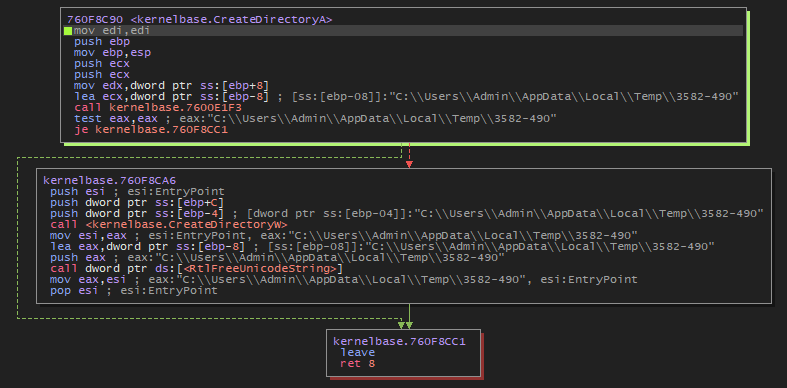 760F8C90 <kernelbase.CreateDirectoryA>
mov edi,edi
push ebp
mov ebp,esp
push ecx
push ecx
mov edx,dword ptr ss:[ebp+8]
lea ecx,dword ptr ss:[ebp-8] ; [ss:[ebp-08]]:"C:\\Users\\Admin\\AppData\\Local\\Temp\\3582-490"
call kernelbase.7600E1F3
test eax,eax ; eax:"C:\\Users\\Admin\\AppData\\Local\\Temp\\3582-490"
je kernelbase.760F8CC1
kernelbase.760F8CA6
push esi ; esi:EntryPoint
push dword ptr ss:[ebp+C]
push dword ptr ss:[ebp-4] ; [dword ptr ss:[ebp-04]]:"C:\\Users\\Admin\\AppData\\Local\\Temp\\3582-490"
call <kernelbase.CreateDirectoryW>
mov esi,eax ; esi:EntryPoint, eax:"C:\\Users\\Admin\\AppData\\Local\\Temp\\3582-490"
lea eax,dword ptr ss:[ebp-8] ; [ss:[ebp-08]]:"C:\\Users\\Admin\\AppData\\Local\\Temp\\3582-490"
push eax ; eax:"C:\\Users\\Admin\\AppData\\Local\\Temp\\3582-490"
call dword ptr ds:[<RtlFreeUnicodeString>]
mov eax,esi ; eax:"C:\\Users\\Admin\\AppData\\Local\\Temp\\3582-490", esi:EntryPoint
pop esi ; esi:EntryPoint
kernelbase.760F8CC1
leave
ret 8